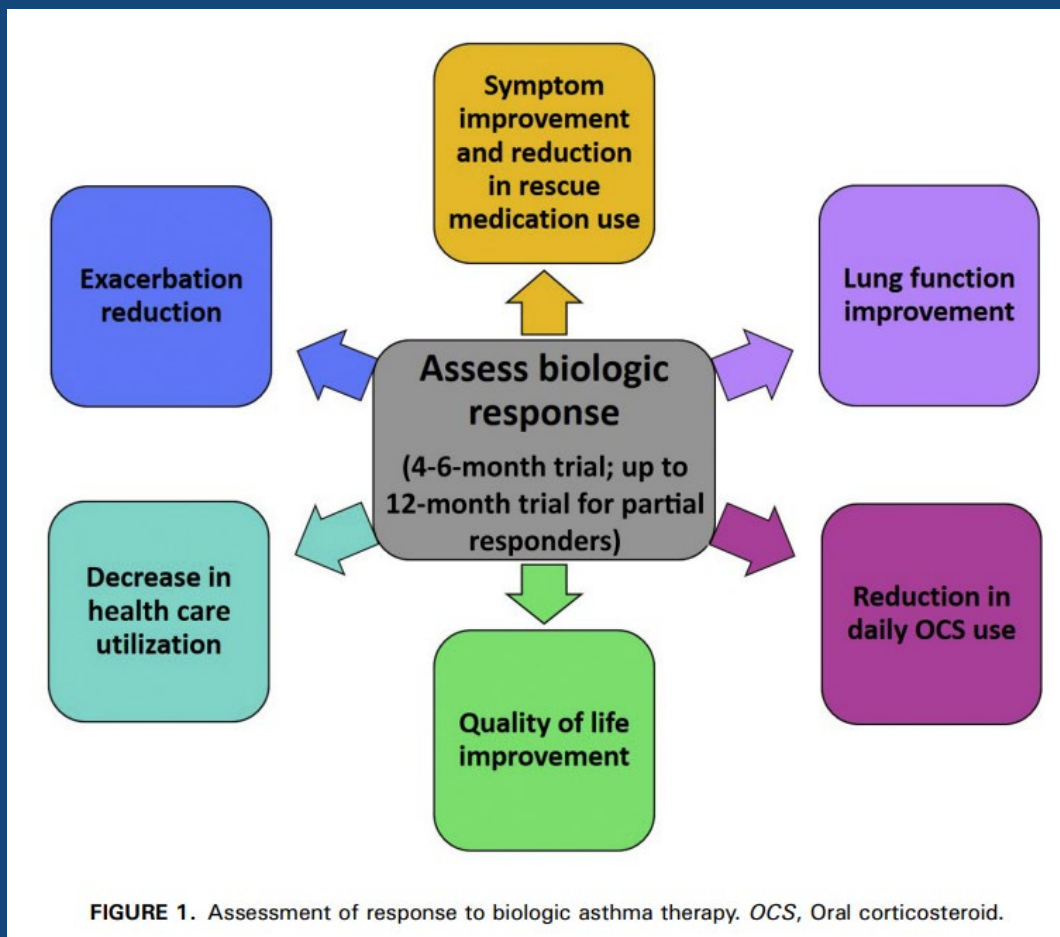 Symptom
improvement
and reduction
in rescue
medication use
Exacerbation
reduction
Lung function
improvement
Assess biologic
response
(4-6-month trial; up to
12-month trial for partial
responders)
Decrease in
health care
utilization
Reduction in
daily OCS use
Quality of life
improvement
FIGURE 1. Assessment of response to biologic asthma therapy. OCS, Oral corticosteroid.